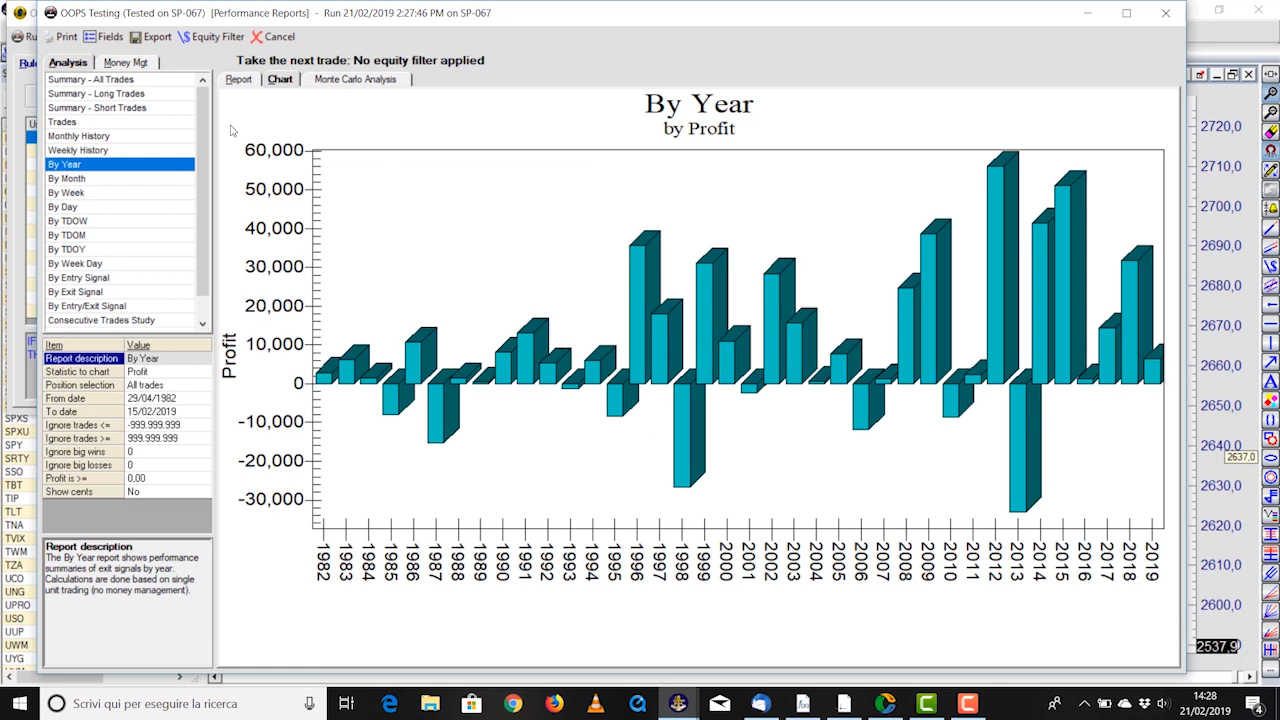 OOPS Testing (Tested on SP-067) [Performance Reports] - Run 21/02/2019 2:27:46 PM on SP-067
Print Fields Export Equity Filter Cancel
Analysis Money Mgt
Take the next trade: No equity filter applied
Report Chart Monte Carlo Analysis
Summary - All Trades
Summary - Long Trades
Summary - Short Trades
Trades
Monthly History
Weekly History
By Year
By Month
By Week
By Day
By TDOW
By TDOM
By TDOY
By Week Day
By Entry Signal
By Exit Signal
By Entry/Exit Signal
Consecutive Trades Study
Item Value
Report description By Year
Statistic to chart Profit
Position selection All trades
From date 29/04/1982
To date 15/02/2019
Ignore trades <= -999.999.999
Ignore trades >= 999.999.999
Ignore big wins 0
Ignore big losses 0
Profit is >= 0,00
Show cents No
Report description
The By Year report shows performance
summaries of exit signals by year.
Calculations are done based on single
unit trading (no money management).
By Year
by Profit
Profit
60,000
50,000
40,000
30,000
20,000
10,000
0
-10,000
-20,000
-30,000
1982 1983 1984 1985 1986 1987 1988 1989 1990 1991 1992 1993 1994 1995 1996 1997 1998 1999 2000 2001 2002 2003 2004 2005 2006 2007 2008 2009 2010 2011 2012 2013 2014 2015 2016 2017 2018 2019
2720,0
2710,0
2700,0
2690,0
2680,0
2670,0
2660,0
2650,0
2640,0
2637,0
2630,0
2620,0
2610,0
2600,0
2537,9
SPXS
SPXU
SPY
SRTY
SSO
TBT
TIP
TLT
TNA
TVIX
TWM
TZA
UCO
UNG
UPRO
USO
UUP
UWM
UYG
Scrivi qui per eseguire la ricerca
14:28
21/02/2019